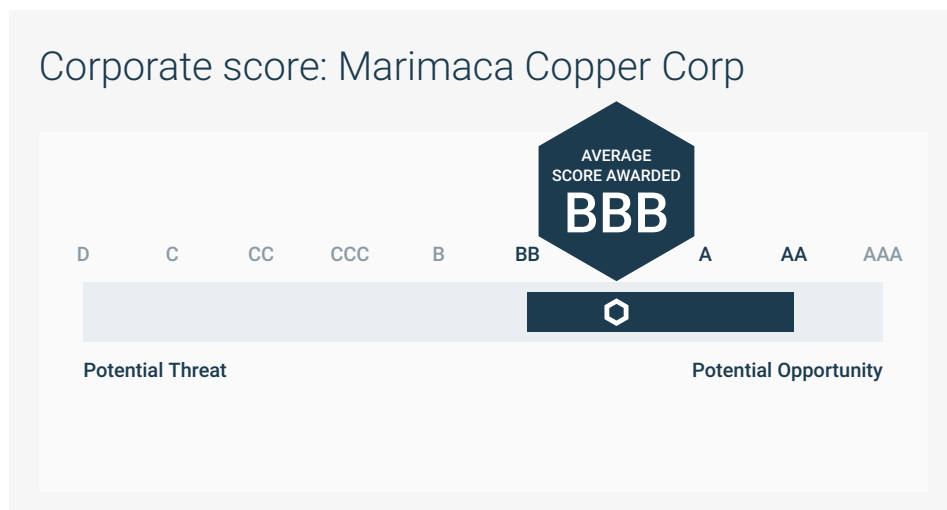 Corporate score: Marimaca Copper Corp
AVERAGE
SCORE AWARDED
BBB
D C CC CCC B BB A AA AAA
Potential Threat Potential Opportunity